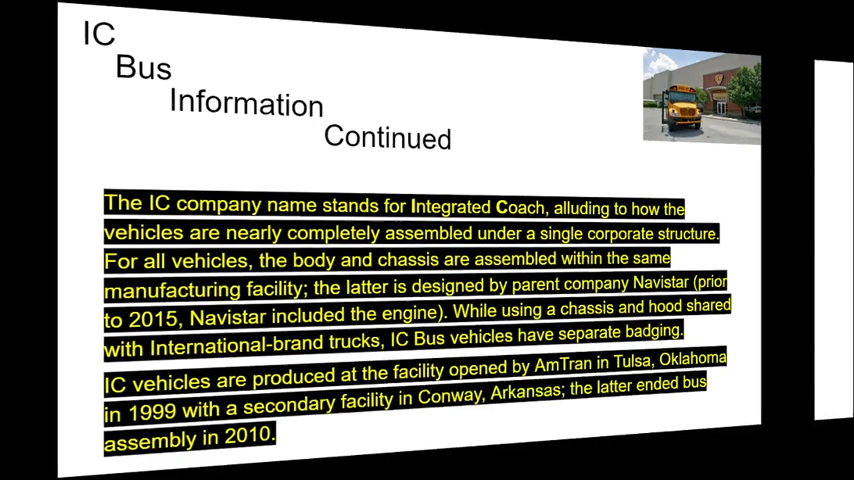 IC
Bus
Information
Continued
The IC company name stands for Integrated Coach, alluding to how the
vehicles are nearly completely assembled under a single corporate structure.
For all vehicles, the body and chassis are assembled within the same
manufacturing facility; the latter is designed by parent company Navistar (prior
to 2015, Navistar included the engine). While using a chassis and hood shared
with International-brand trucks, IC Bus vehicles have separate badging.
IC vehicles are produced at the facility opened by AmTran in Tulsa, Oklahoma
in 1999 with a secondary facility in Conway, Arkansas; the latter ended bus
assembly in 2010.